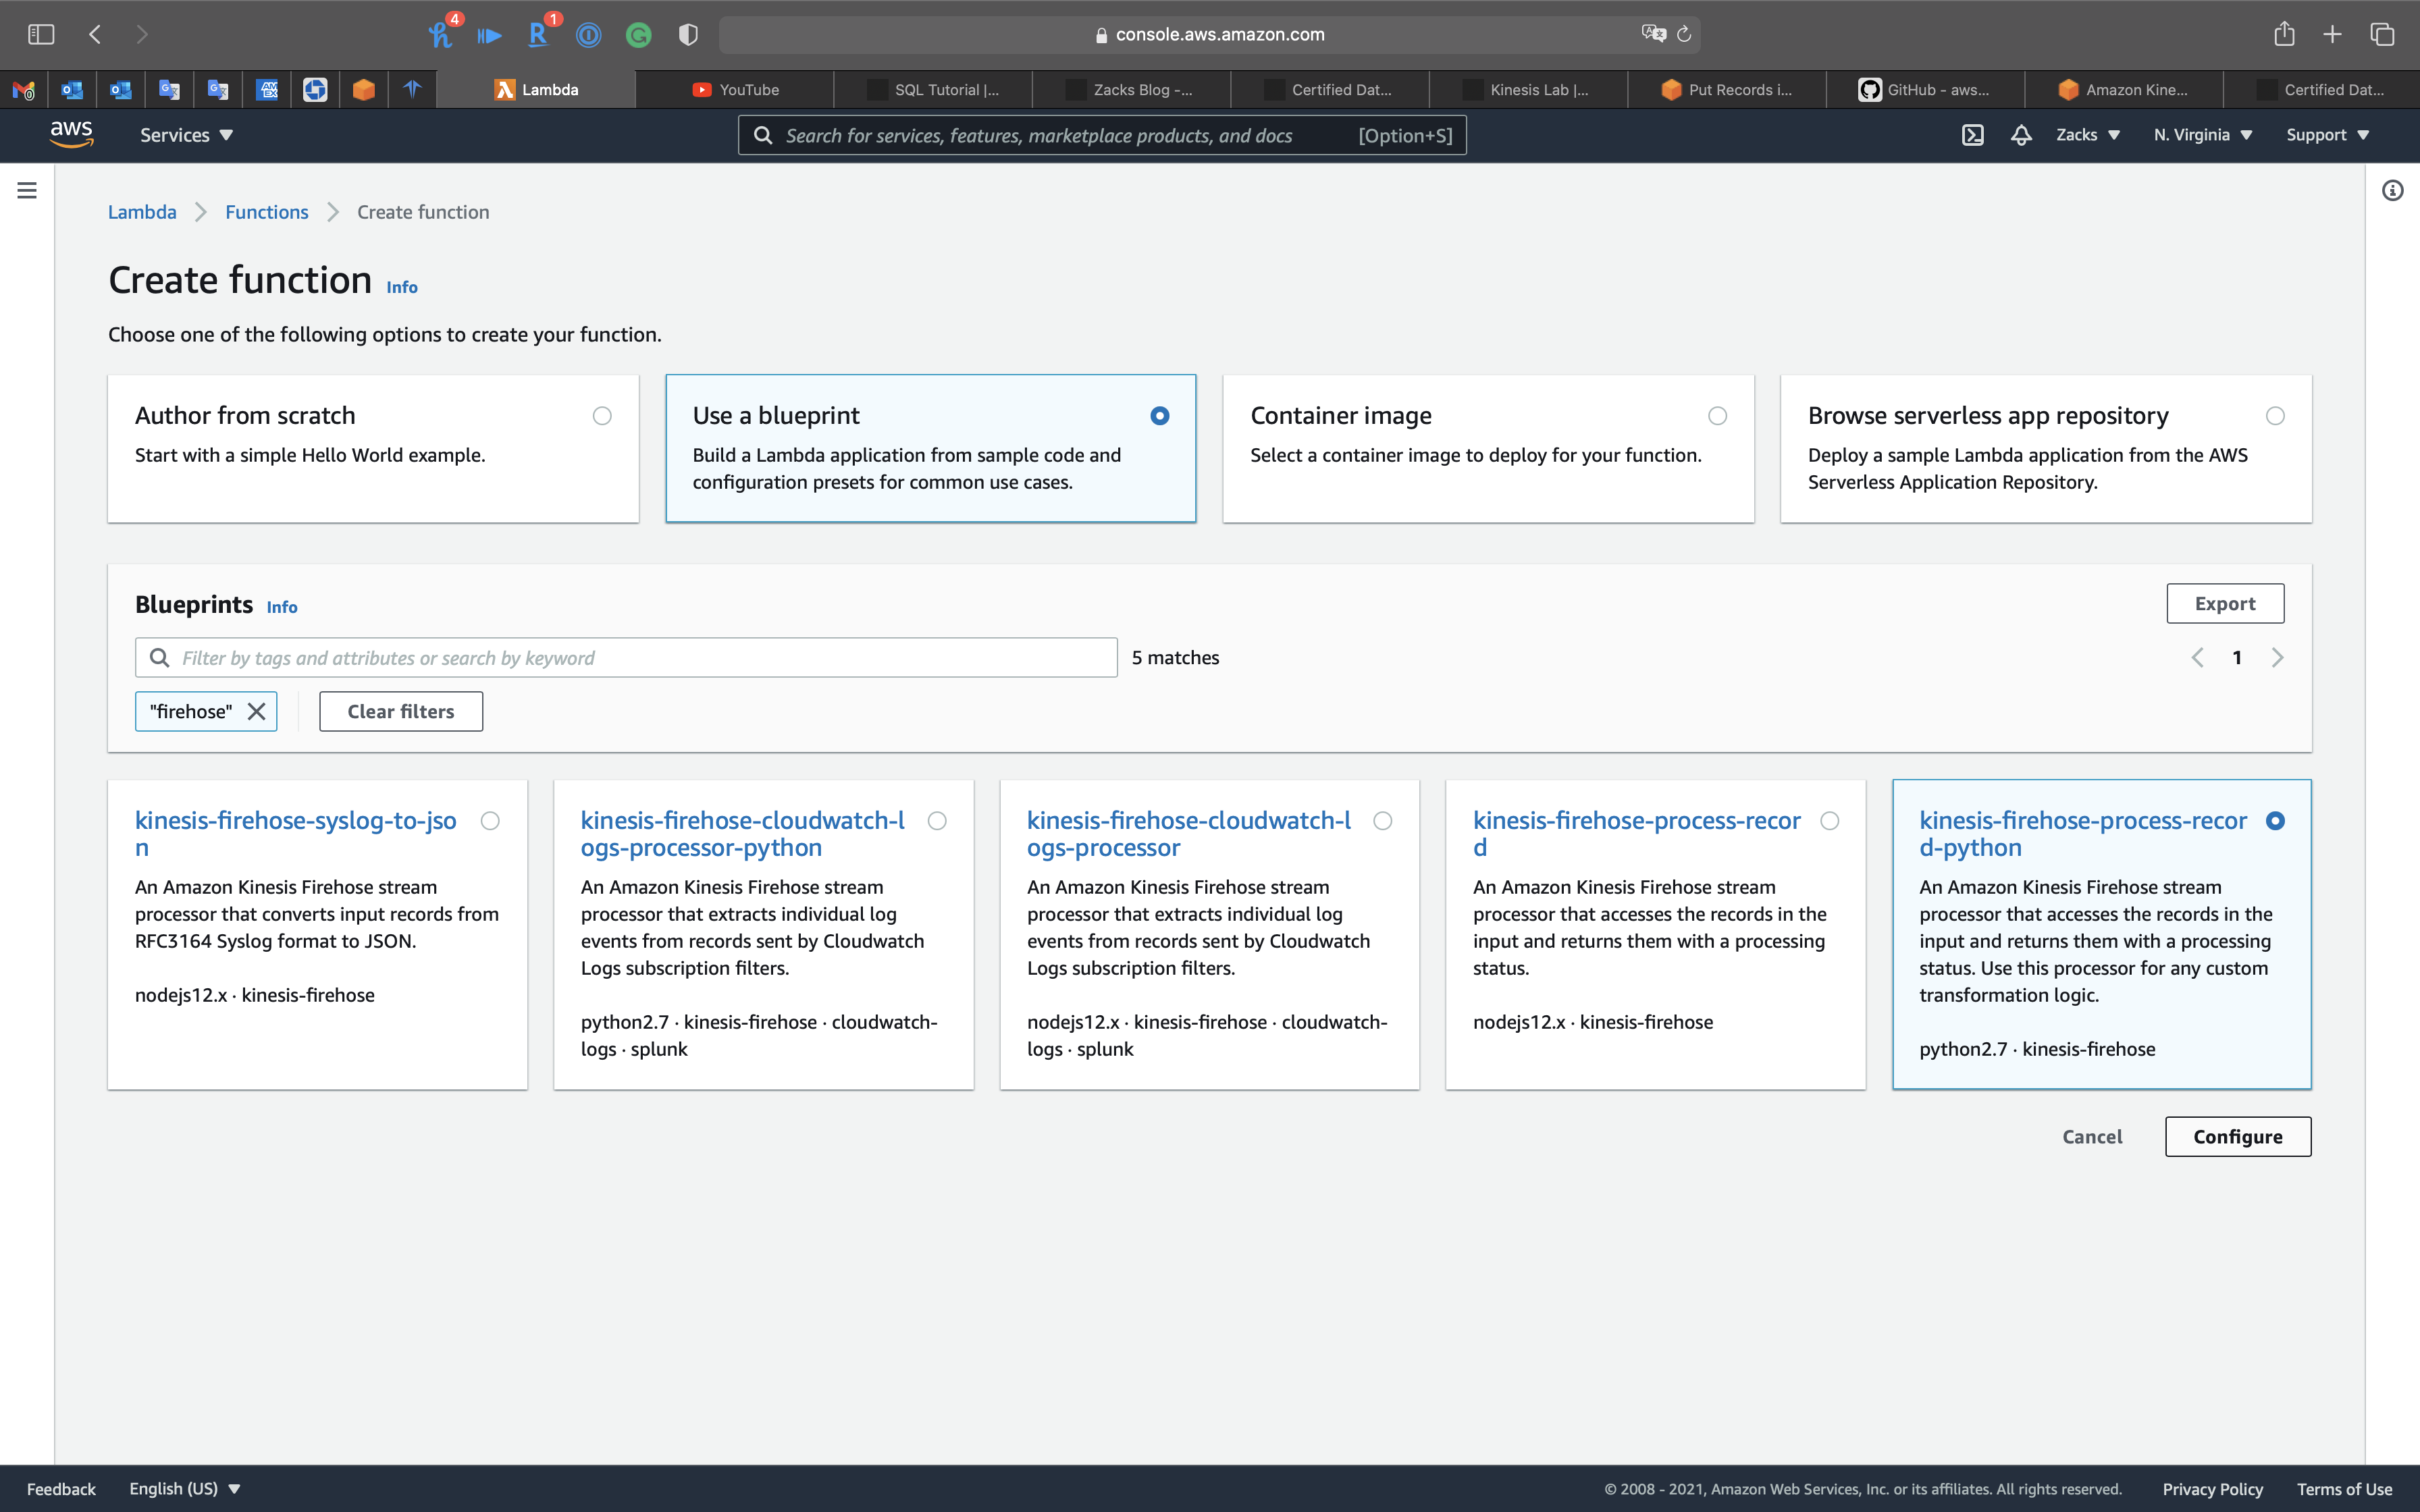 4
1
console.aws.amazon.com
Lambda
YouTube
SQL Tutorial |...
Zacks Blog -...
Certified Dat...
Kinesis Lab |...
Put Records i...
GitHub - aws...
Amazon Kine...
Certified Dat...
aws
Services
Search for services, features, marketplace products, and docs
[Option+S]
Zacks
N. Virginia
Support
Lambda
Functions
Create function
Create function Info
Choose one of the following options to create your function.
Author from scratch
Start with a simple Hello World example.
Use a blueprint
Build a Lambda application from sample code and
configuration presets for common use cases.
Container image
Select a container image to deploy for your function.
Browse serverless app repository
Deploy a sample Lambda application from the AWS
Serverless Application Repository.
Blueprints Info
Export
Filter by tags and attributes or search by keyword
5 matches
1
"firehose"
Clear filters
kinesis-firehose-syslog-to-jso
n
An Amazon Kinesis Firehose stream
processor that converts input records from
RFC3164 Syslog format to JSON.
nodejs12.x · kinesis-firehose
kinesis-firehose-cloudwatch-l
ogs-processor-python
An Amazon Kinesis Firehose stream
processor that extracts individual log
events from records sent by Cloudwatch
Logs subscription filters.
python2.7 · kinesis-firehose · cloudwatch-
logs · splunk
kinesis-firehose-cloudwatch-l
ogs-processor
An Amazon Kinesis Firehose stream
processor that extracts individual log
events from records sent by Cloudwatch
Logs subscription filters.
nodejs12.x · kinesis-firehose · cloudwatch-
logs · splunk
kinesis-firehose-process-recor
d
An Amazon Kinesis Firehose stream
processor that accesses the records in the
input and returns them with a processing
status.
nodejs12.x · kinesis-firehose
kinesis-firehose-process-recor
d-python
An Amazon Kinesis Firehose stream
processor that accesses the records in the
input and returns them with a processing
status. Use this processor for any custom
transformation logic.
python2.7 · kinesis-firehose
Cancel
Configure
Feedback
English (US)
© 2008 - 2021, Amazon Web Services, Inc. or its affiliates. All rights reserved.
Privacy Policy
Terms of Use